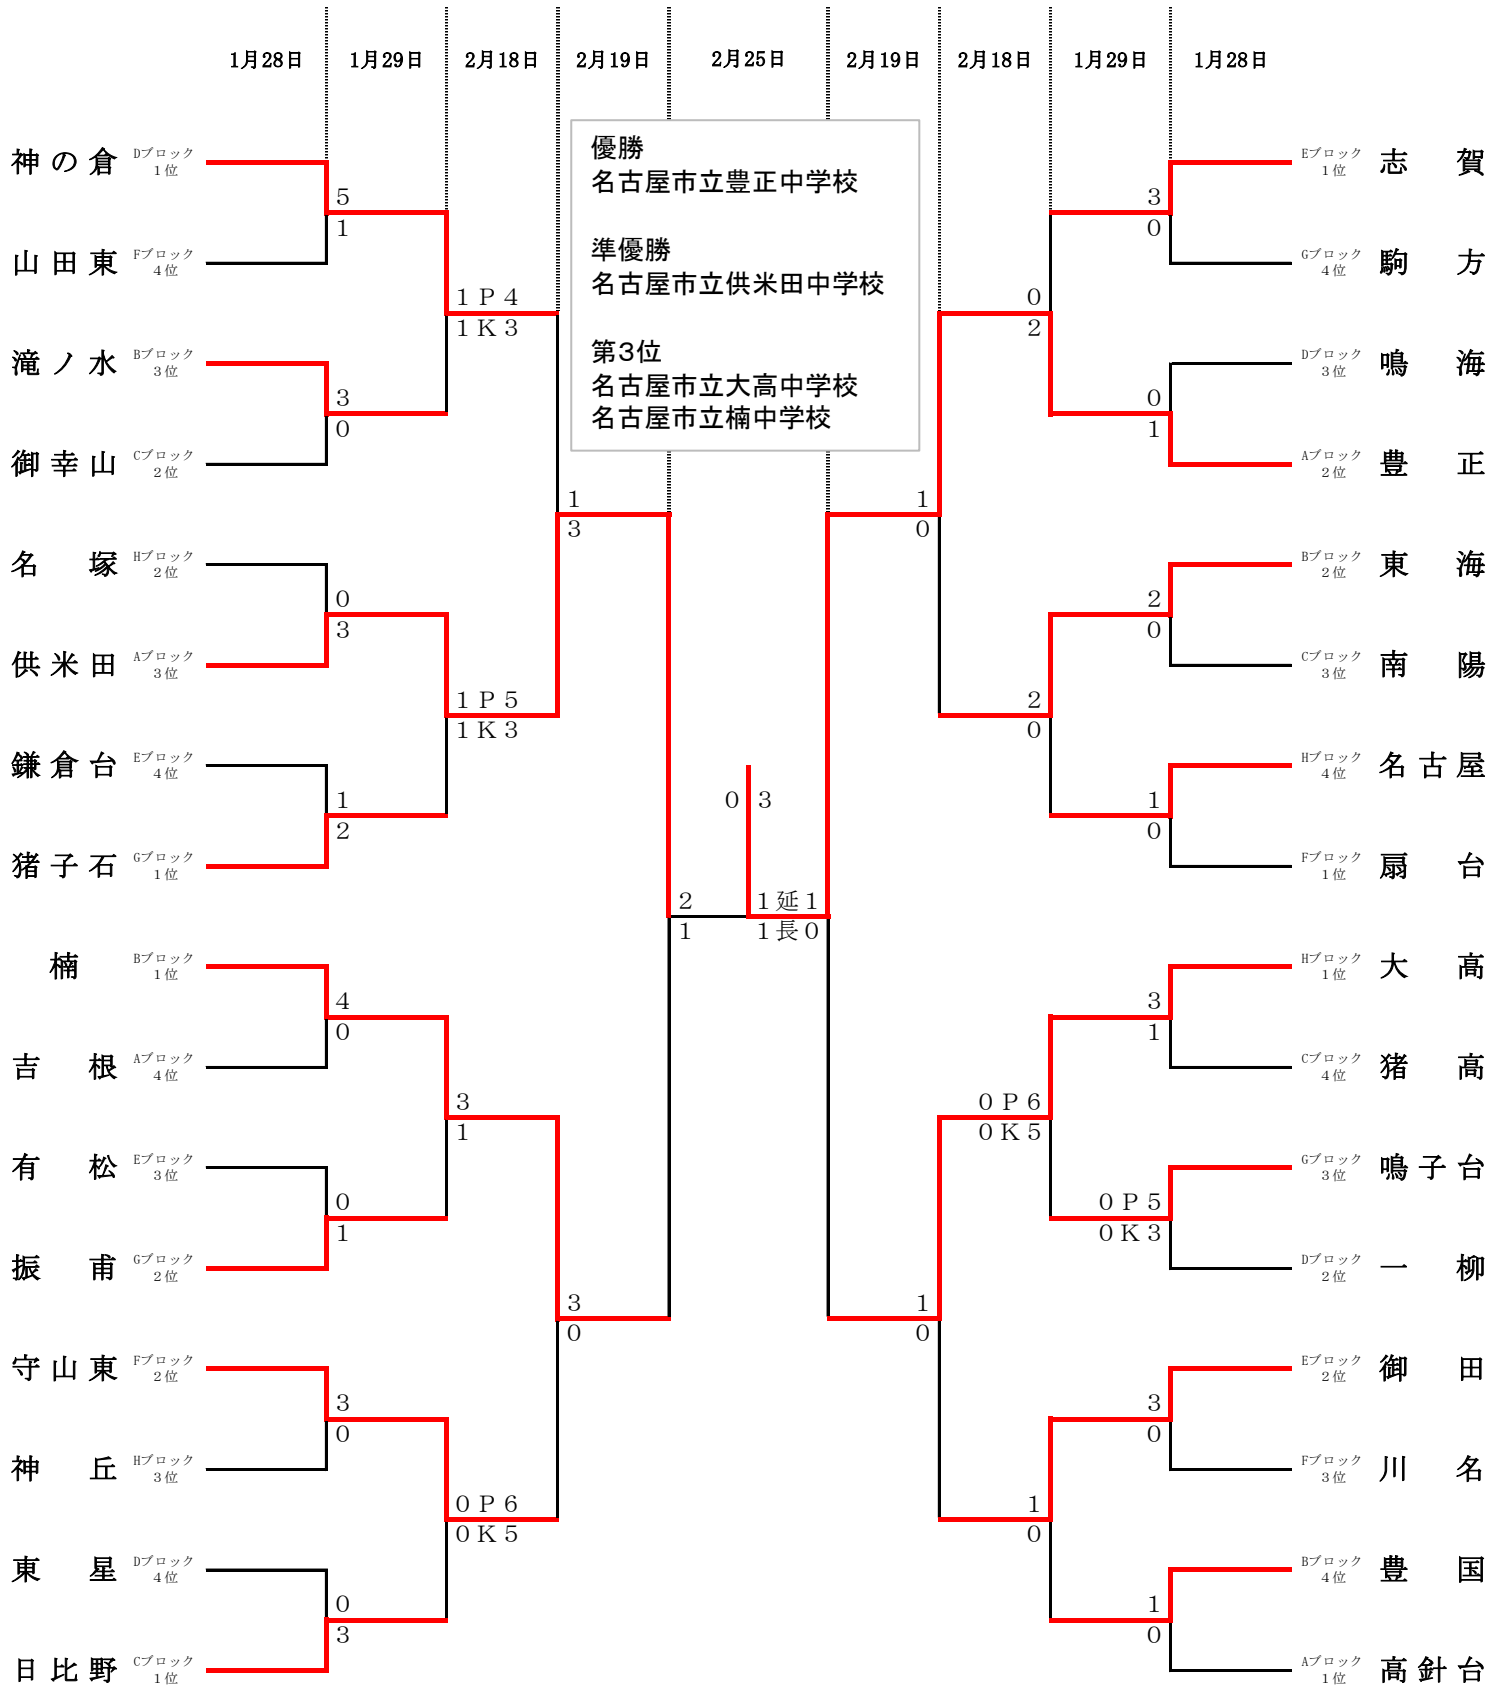 1月28日 1月29日 2月18日 2月19日 2月25日 2月19日 2月18日 1月29日 1月28日
優勝
名古屋市立豊正中学校
準優勝
名古屋市立供米田中学校
第3位
名古屋市立大高中学校
名古屋市立楠中学校
神の倉 Dブロック
1位
5
1
山田東 Fブロック
4位
1 P 4
1 K 3
滝ノ水 Bブロック
3位
3
0
御幸山 Cブロック
2位
1
3
名塚 Hブロック
2位
0
3
供米田 Aブロック
3位
1 P 5
1 K 3
鎌倉台 Eブロック
4位
1
2
猪子石 Gブロック
1位
2
1
楠 Bブロック
1位
4
0
吉根 Aブロック
4位
3
1
有松 Eブロック
3位
0
1
振甫 Gブロック
2位
3
0
守山東 Fブロック
2位
3
0
神丘 Hブロック
3位
0 P 6
0 K 5
東星 Dブロック
4位
0
3
日比野 Cブロック
1位
0 3
1延1
1長0
Eブロック 志賀
1位
3
0
Gブロック 駒方
4位
0
2
Dブロック 鳴海
3位
0
1
Aブロック 豊正
2位
1
0
Bブロック 東海
2位
2
0
Cブロック 南陽
3位
2
0
Hブロック 名古屋
4位
1
0
Fブロック 扇台
1位
Hブロック 大高
1位
3
1
Cブロック 猪高
4位
0 P 6
0 K 5
Gブロック 鳴子台
3位
0 P 5
0 K 3
Dブロック 一柳
2位
1
0
Eブロック 御田
2位
3
0
Fブロック 川名
3位
1
0
Bブロック 豊国
4位
1
0
Aブロック 高針台
1位